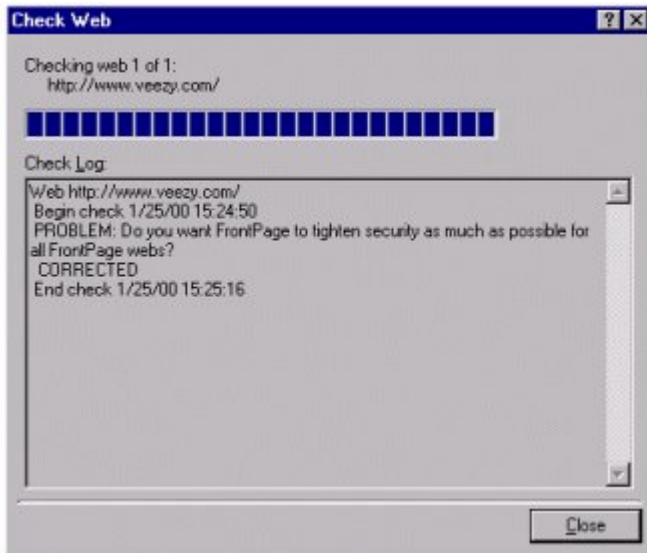 Check Web
Checking web 1 of 1:
http://www.veezy.com/
Check Log:
Web http://www.veezy.com/
Begin check 1/25/00 15:24:50
PROBLEM: Do you want FrontPage to tighten security as much as possible for
all FrontPage webs?
CORRECTED
End check 1/25/00 15:25:16
Close